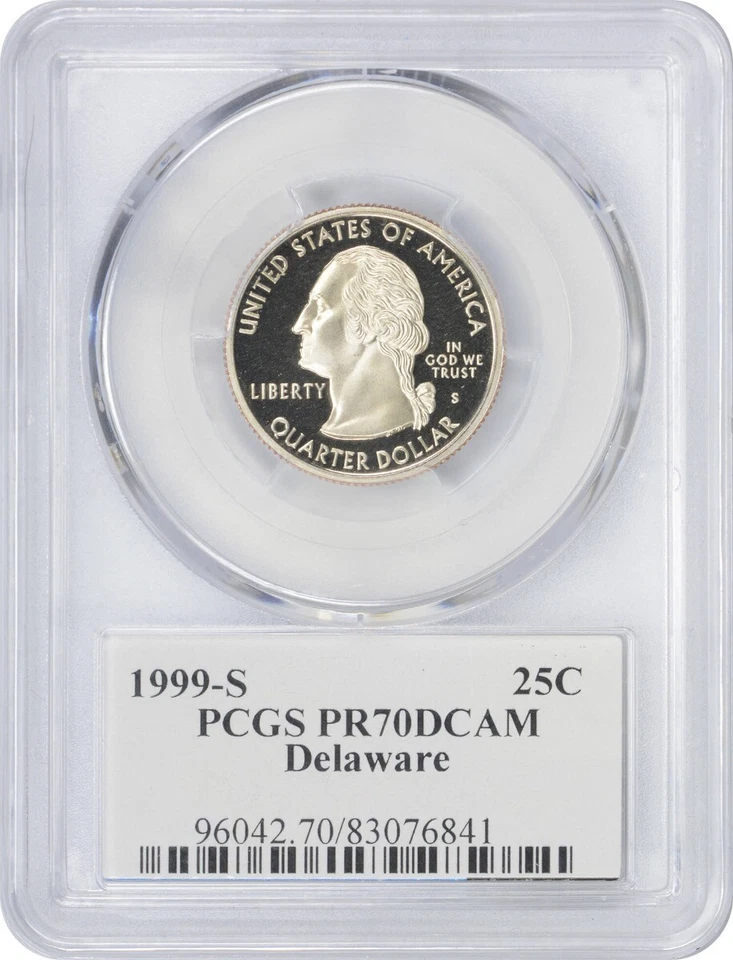 UNITED STATES OF AMERICA
IN
GOD WE
TRUST
LIBERTY
S
QUARTER DOLLAR
1999-S 25C
PCGS PR70DCAM
Delaware
96042.70/83076841